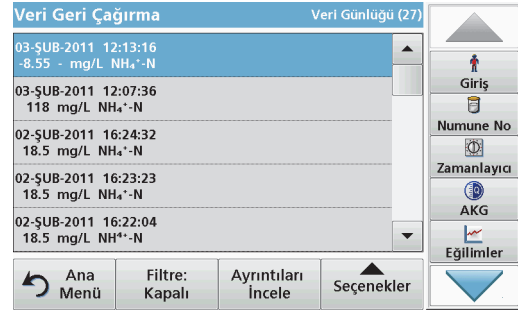 Veri Geri Çağırma Veri Günlüğü (27)
03-ŞUB-2011 12:13:16
-8.55 - mg/L NH₄⁺-N
03-ŞUB-2011 12:07:36
118 mg/L NH₄⁺-N
02-ŞUB-2011 16:24:32
18.5 mg/L NH₄⁺-N
02-ŞUB-2011 16:23:23
18.5 mg/L NH₄⁺-N
02-ŞUB-2011 16:22:04
18.5 mg/L NH⁴⁺-N
Ana
Menü
Filtre:
Kapalı
Ayrıntıları
İncele
Seçenekler
Giriş
Numune No
Zamanlayıcı
AKG
Eğilimler